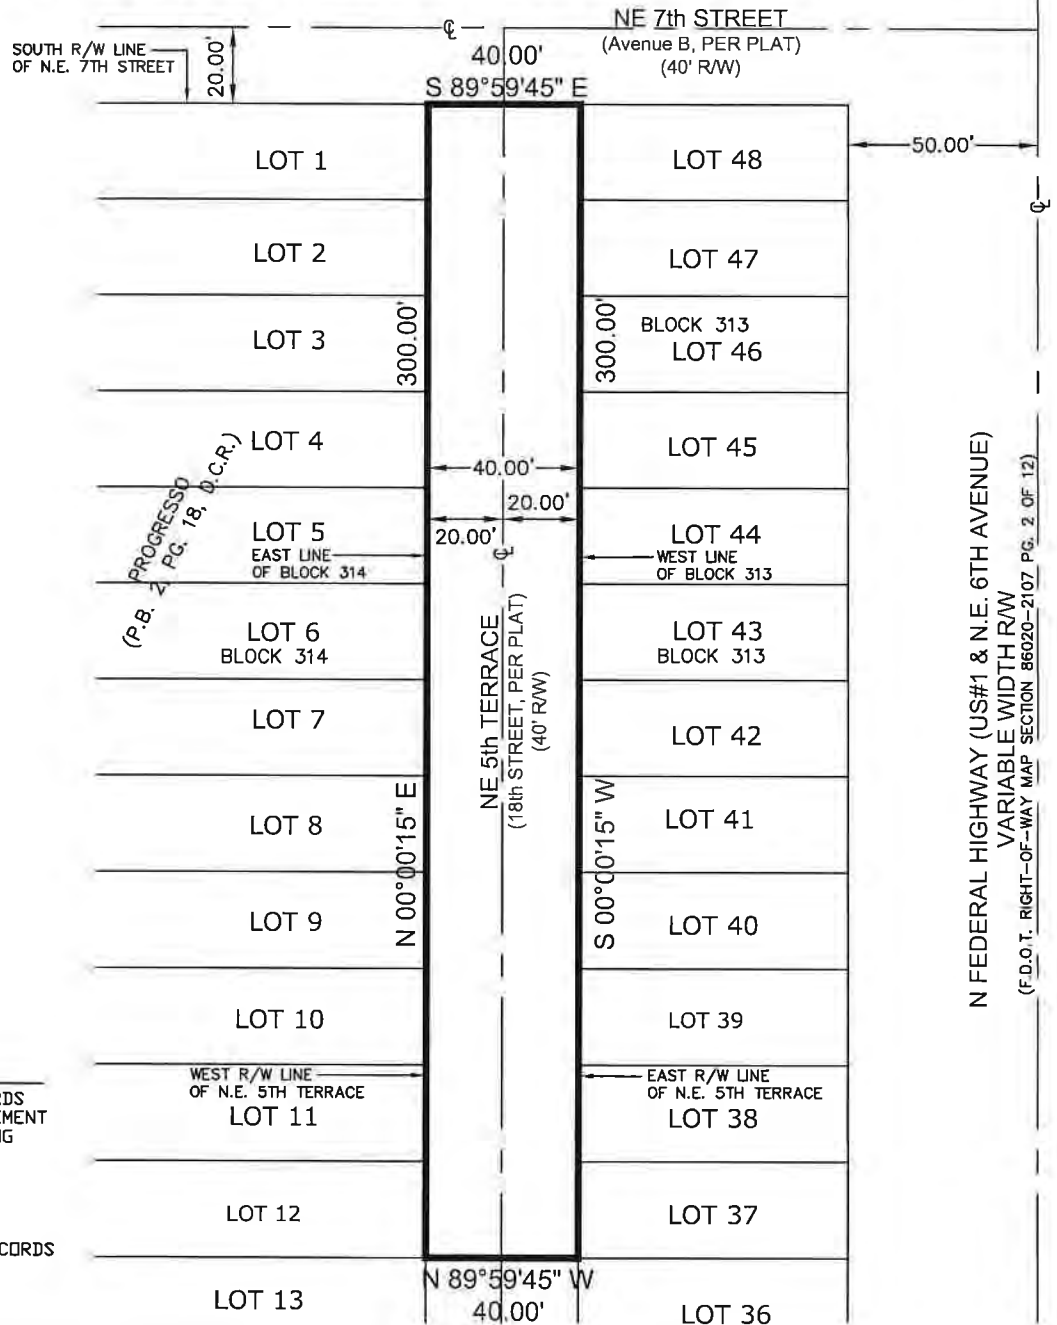 NE 7th STREET
(Avenue B, PER PLAT)
(40' R/W)
SOUTH R/W LINE
OF N.E. 7TH STREET
20.00'
℄
40.00'
S 89°59'45" E
50.00'
℄
LOT 1
LOT 48
LOT 2
LOT 47
LOT 3
300.00'
300.00'
BLOCK 313
LOT 46
LOT 4
LOT 45
40.00'
20.00'
20.00'
℄
PROGRESSO
(P.B. 2, PG. 18, D.C.R.)
LOT 5
EAST LINE
OF BLOCK 314
LOT 44
WEST LINE
OF BLOCK 313
LOT 6
BLOCK 314
LOT 43
BLOCK 313
NE 5th TERRACE
(18th STREET, PER PLAT)
(40' R/W)
LOT 7
LOT 42
N 00°00'15" E
S 00°00'15" W
LOT 8
LOT 41
LOT 9
LOT 40
LOT 10
LOT 39
N FEDERAL HIGHWAY (US#1 & N.E. 6TH AVENUE)
VARIABLE WIDTH R/W
(F.D.O.T. RIGHT-OF-WAY MAP SECTION 86020-2107 PG. 2 OF 12)
WEST R/W LINE
OF N.E. 5TH TERRACE
LOT 11
EAST R/W LINE
OF N.E. 5TH TERRACE
LOT 38
RDS
EMENT
NG
LOT 12
LOT 37
CORDS
N 89°59'45" W
40.00'
LOT 13
LOT 36